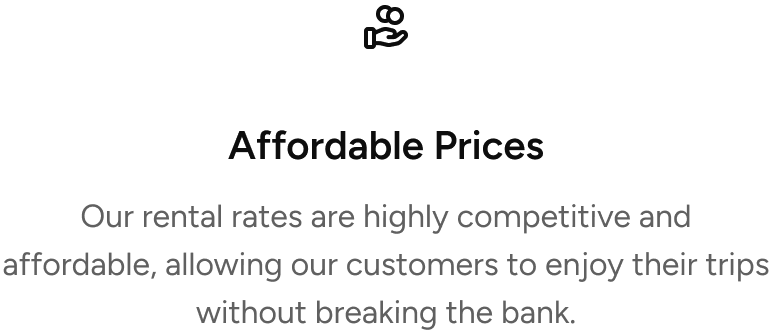 Affordable Prices
Our rental rates are highly competitive and
affordable, allowing our customers to enjoy their trips
without breaking the bank.